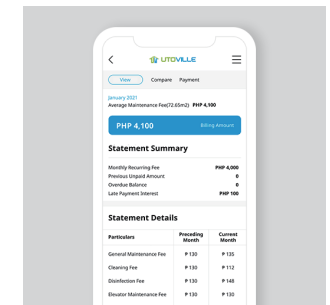 UTOVILLE
View Compare Payment
January 2021
Average Maintenance Fee(72.65m2) PHP 4,100
PHP 4,100 Billing Amount
Statement Summary
Monthly Recurring Fee PHP 4,000
Previous Unpaid Amount 0
Overdue Balance 0
Late Payment Interest PHP 100
Statement Details
Particulars Preceding Month Current Month
General Maintenance Fee ₱ 130 ₱ 135
Cleaning Fee ₱ 130 ₱ 112
Disinfection Fee ₱ 130 ₱ 148
Elevator Maintenance Fee ₱ 130 ₱ 130